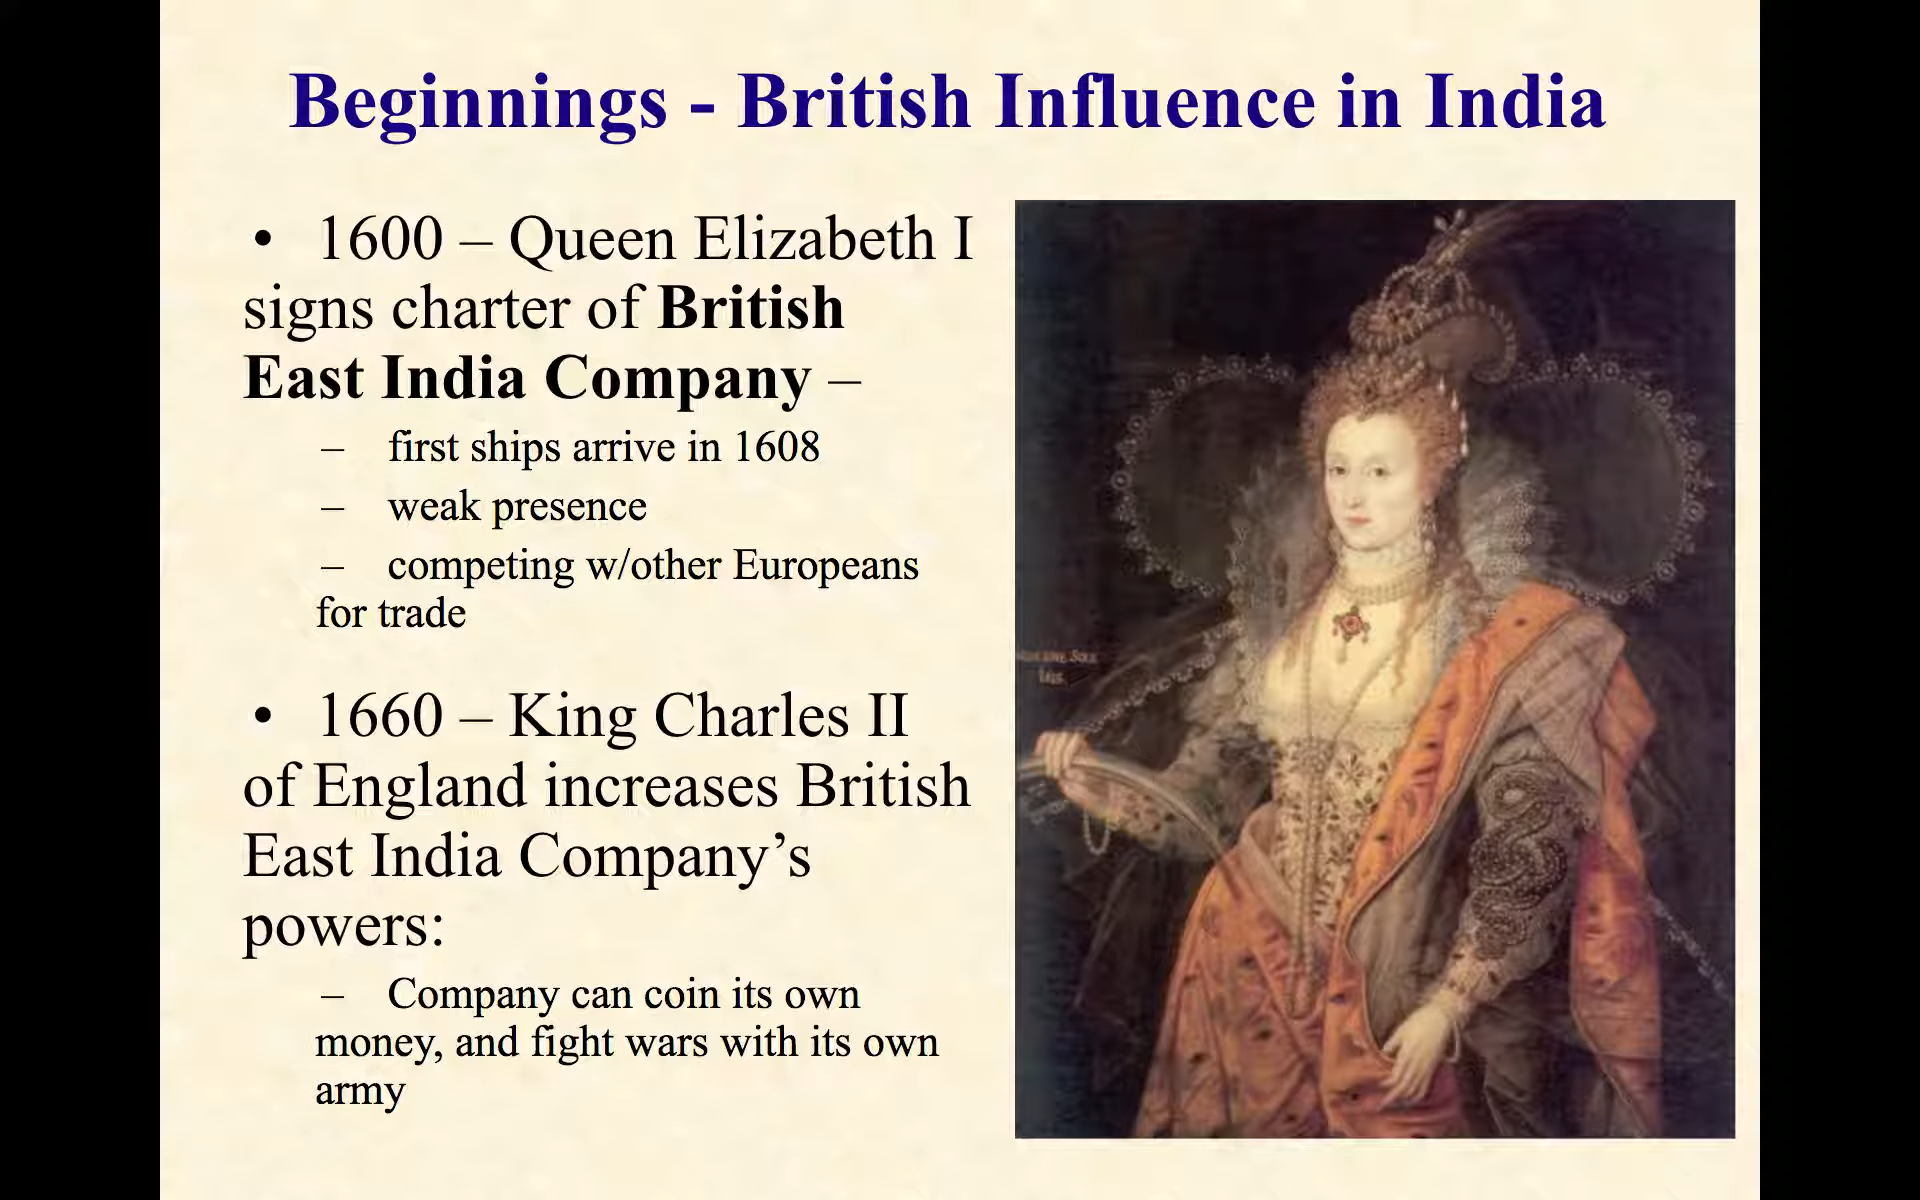 Beginnings - British Influence in India
• 1600 – Queen Elizabeth I
signs charter of British
East India Company –
– first ships arrive in 1608
– weak presence
– competing w/other Europeans
for trade
• 1660 – King Charles II
of England increases British
East India Company’s
powers:
– Company can coin its own
money, and fight wars with its own
army